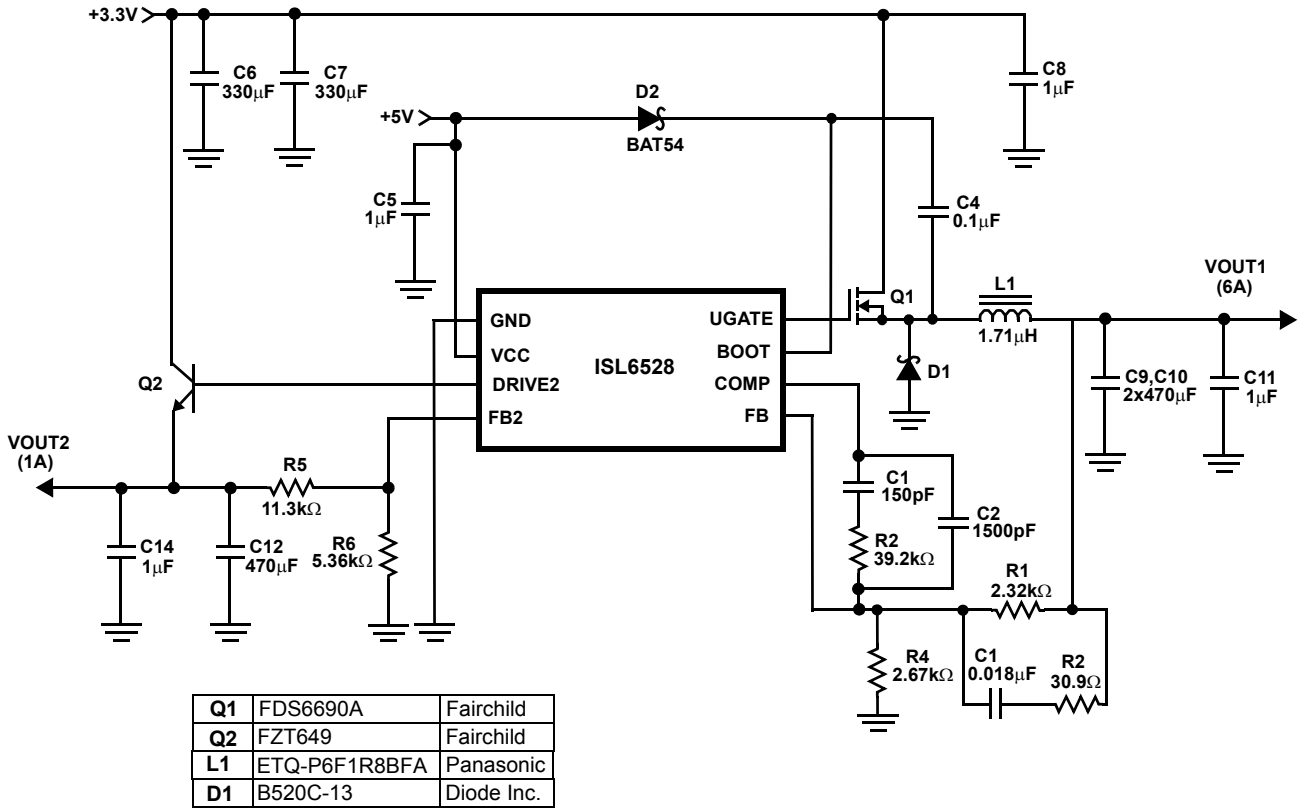 +3.3V
C6
330µF
C7
330µF
C8
1µF
D2
+5V
BAT54
C5
1µF
C4
0.1µF
VOUT1
(6A)
L1
Q1
1.71µH
GND
UGATE
VCC
BOOT
ISL6528
DRIVE2
COMP
FB2
FB
Q2
D1
C9,C10
2x470µF
C11
1µF
VOUT2
(1A)
R5
11.3kΩ
C1
150pF
C2
1500pF
R2
39.2kΩ
C14
1µF
C12
470µF
R6
5.36kΩ
R1
2.32kΩ
R4
2.67kΩ
C1
0.018µF
R2
30.9Ω
Q1 FDS6690A Fairchild
Q2 FZT649 Fairchild
L1 ETQ-P6F1R8BFA Panasonic
D1 B520C-13 Diode Inc.